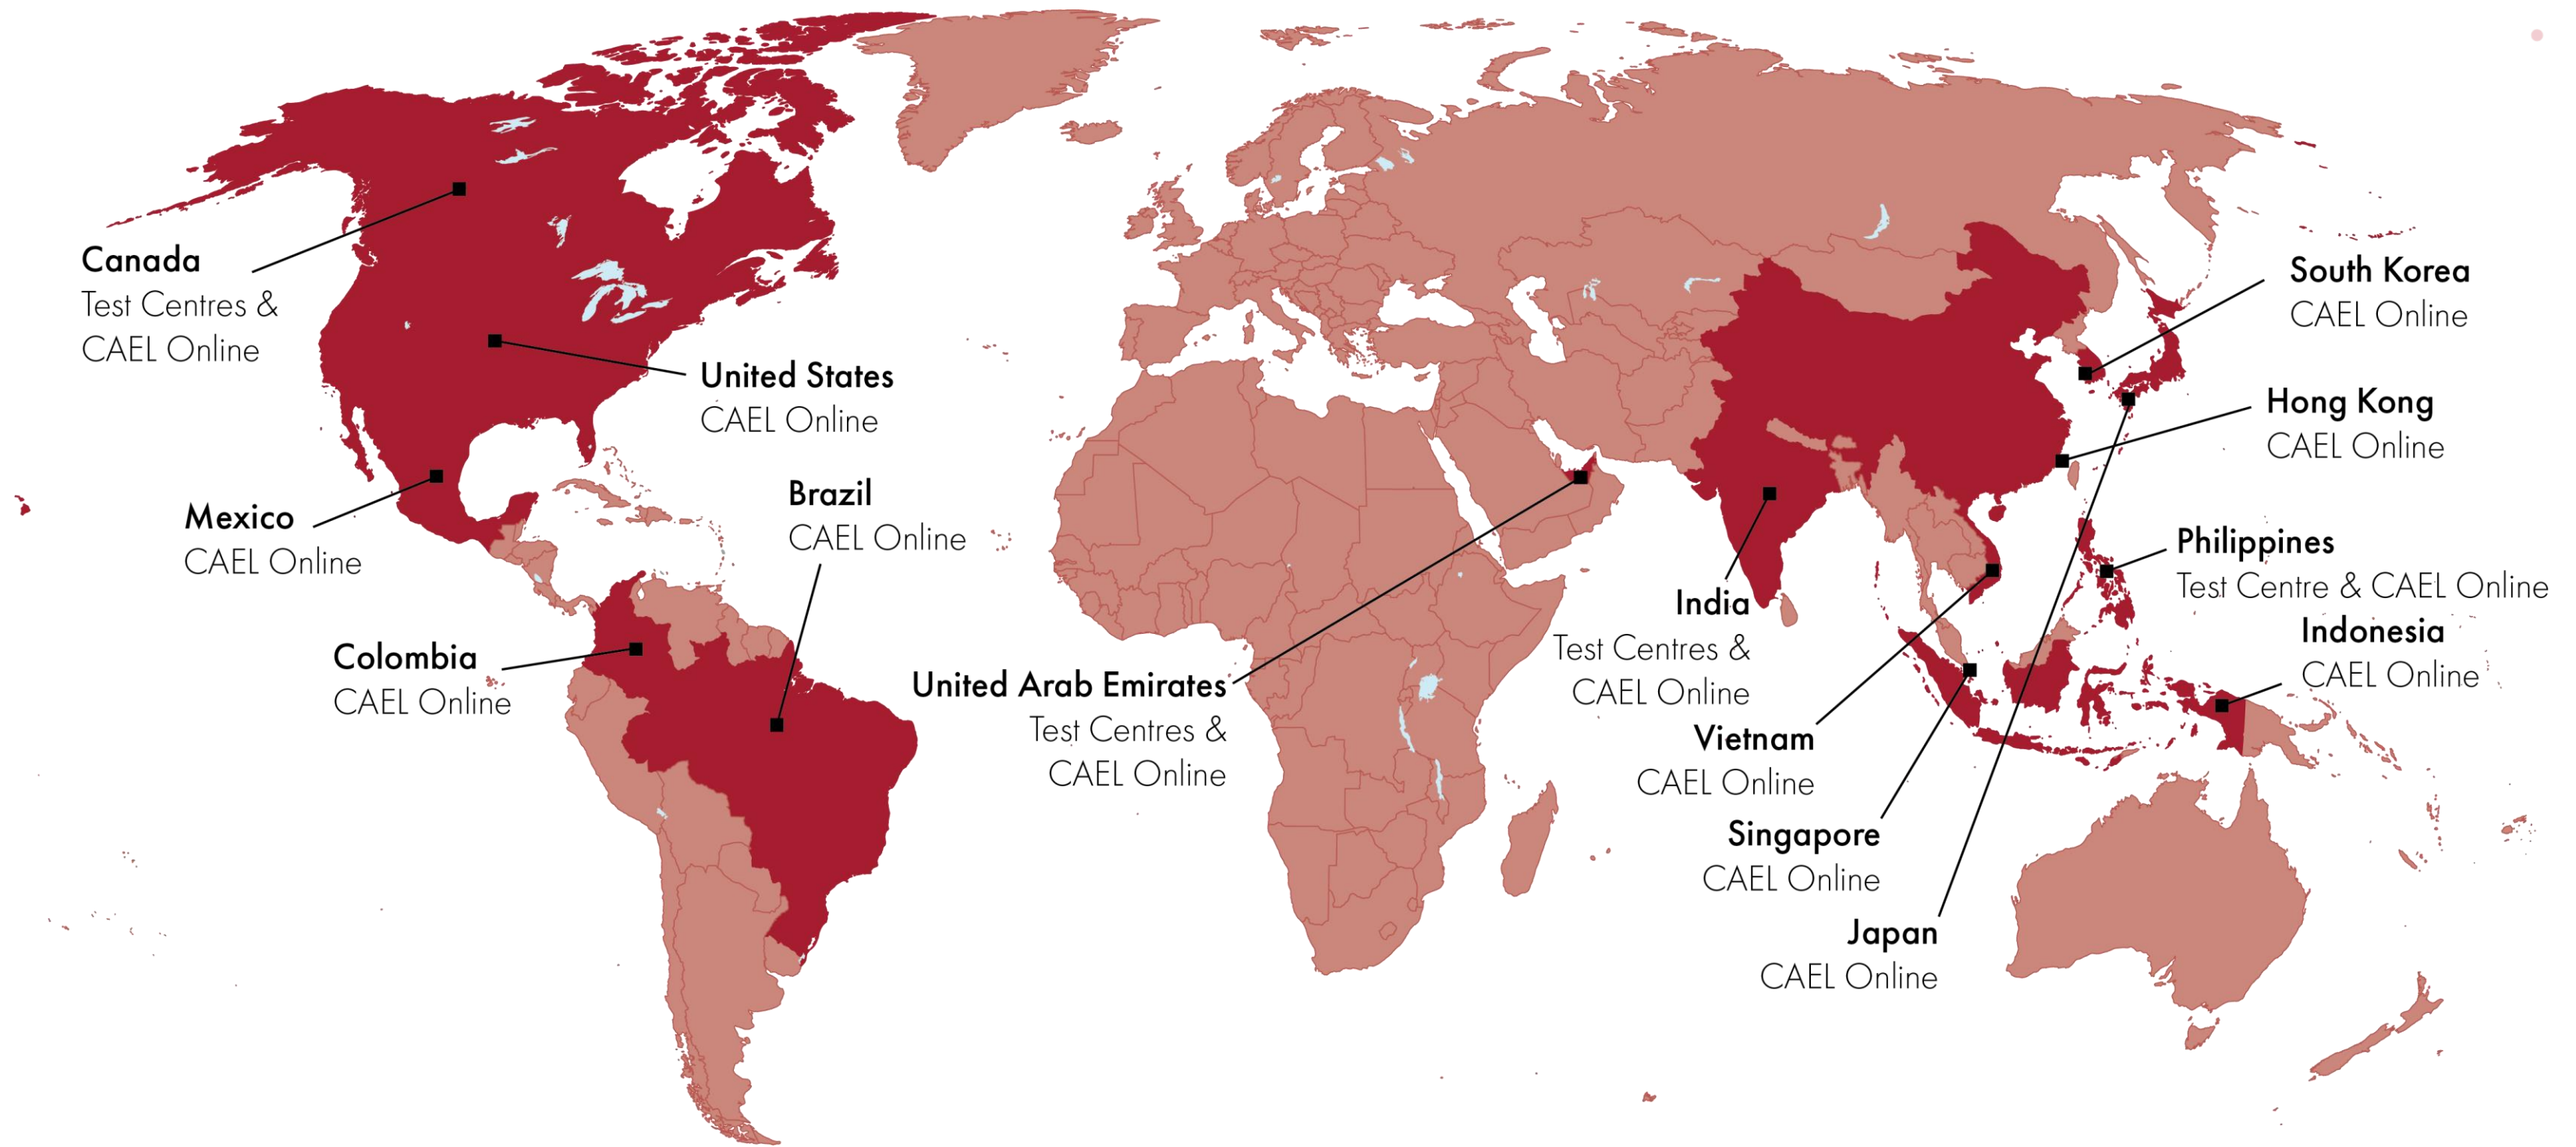 Canada
Test Centres &
CAEL Online
United States
CAEL Online
Mexico
CAEL Online
Brazil
CAEL Online
Colombia
CAEL Online
United Arab Emirates
Test Centres &
CAEL Online
India
Test Centres &
CAEL Online
Vietnam
CAEL Online
Singapore
CAEL Online
Japan
CAEL Online
South Korea
CAEL Online
Hong Kong
CAEL Online
Philippines
Test Centre & CAEL Online
Indonesia
CAEL Online